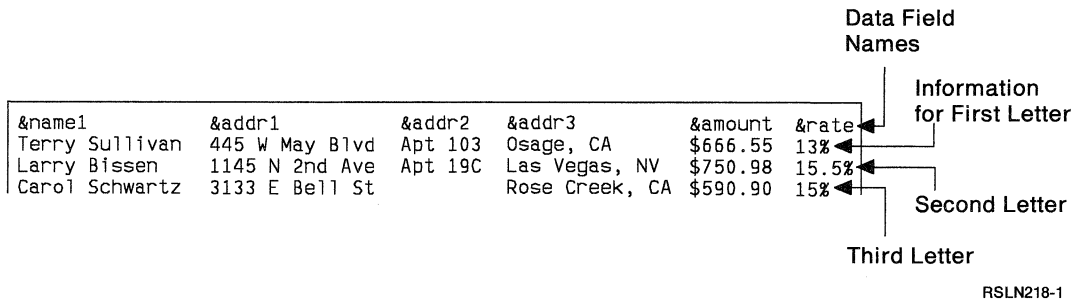 Data Field
Names
Information
for First Letter
&name1 &addr1 &addr2 &addr3 &amount &rate
Terry Sullivan 445 W May Blvd Apt 103 Osage, CA $666.55 13%
Larry Bissen 1145 N 2nd Ave Apt 19C Las Vegas, NV $750.98 15.5%
Carol Schwartz 3133 E Bell St Rose Creek, CA $590.90 15%
Second Letter
Third Letter
RSLN218-1